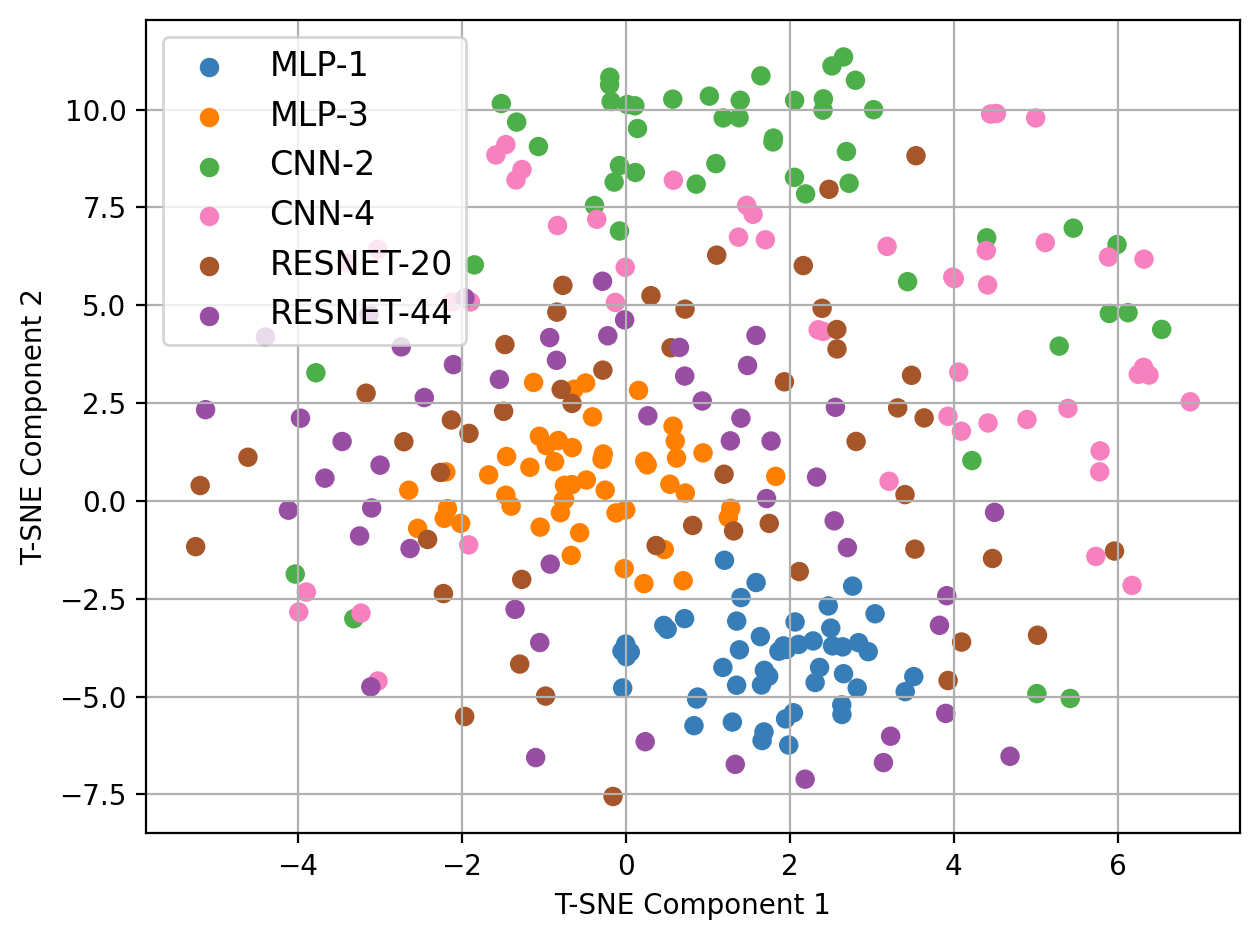 MLP-1
MLP-3
CNN-2
CNN-4
RESNET-20
RESNET-44
10.0
7.5
5.0
2.5
0.0
−2.5
−5.0
−7.5
−4
−2
0
2
4
6
T-SNE Component 1
T-SNE Component 2